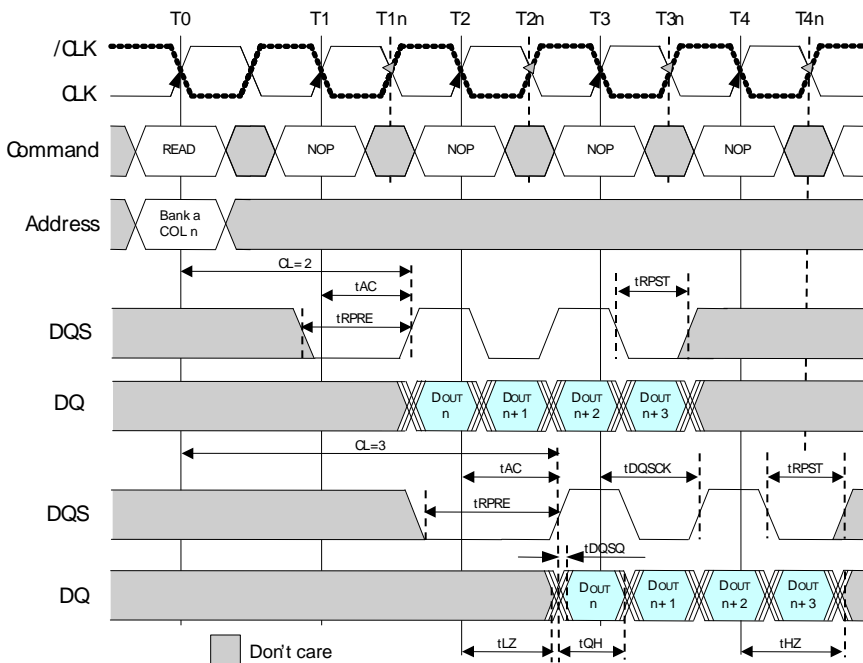 T0 T1 T1n T2 T2n T3 T3n T4 T4n
/CLK
CLK
Command READ NOP NOP NOP NOP
Address Bank a
COL n
CL=2
tAC
tRPST
tRPRE
DQS
DQ DOUT n DOUT n+1 DOUT n+2 DOUT n+3
CL=3
tAC tDQSCK tRPST
tRPRE
DQS
tDQSQ
DQ DOUT n DOUT n+1 DOUT n+2 DOUT n+3
tLZ tQH tHZ
Don't care